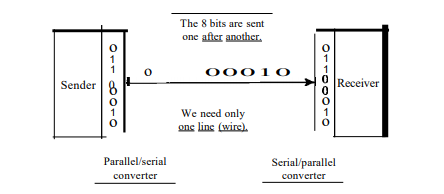 The 8 bits are sent
one after another.
0
1
1
0
0
0
1
0
Sender
0 00010
0
1
1
0
0
0
1
0
Receiver
We need only
one line (wire).
Parallel/serial
converter
Serial/parallel
converter